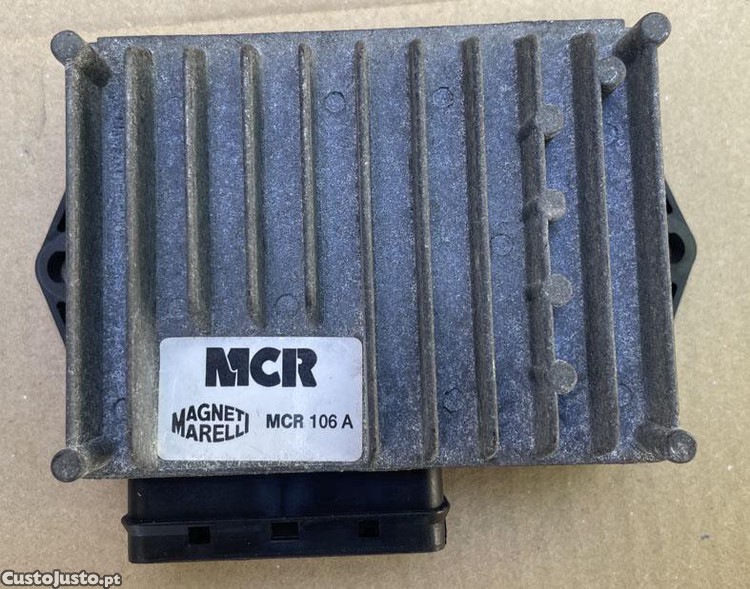 MCR
MAGNETI
MARELLI
MCR 106 A
CustoJusto.pt